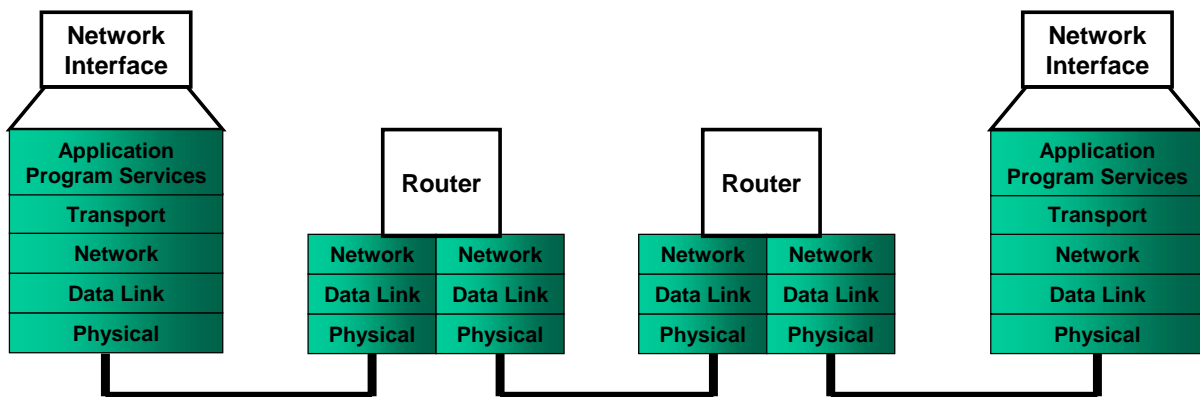 Network
Interface
Application
Program Services
Transport
Network
Data Link
Physical
Router
Network Network
Data Link Data Link
Physical Physical
Router
Network Network
Data Link Data Link
Physical Physical
Network
Interface
Application
Program Services
Transport
Network
Data Link
Physical